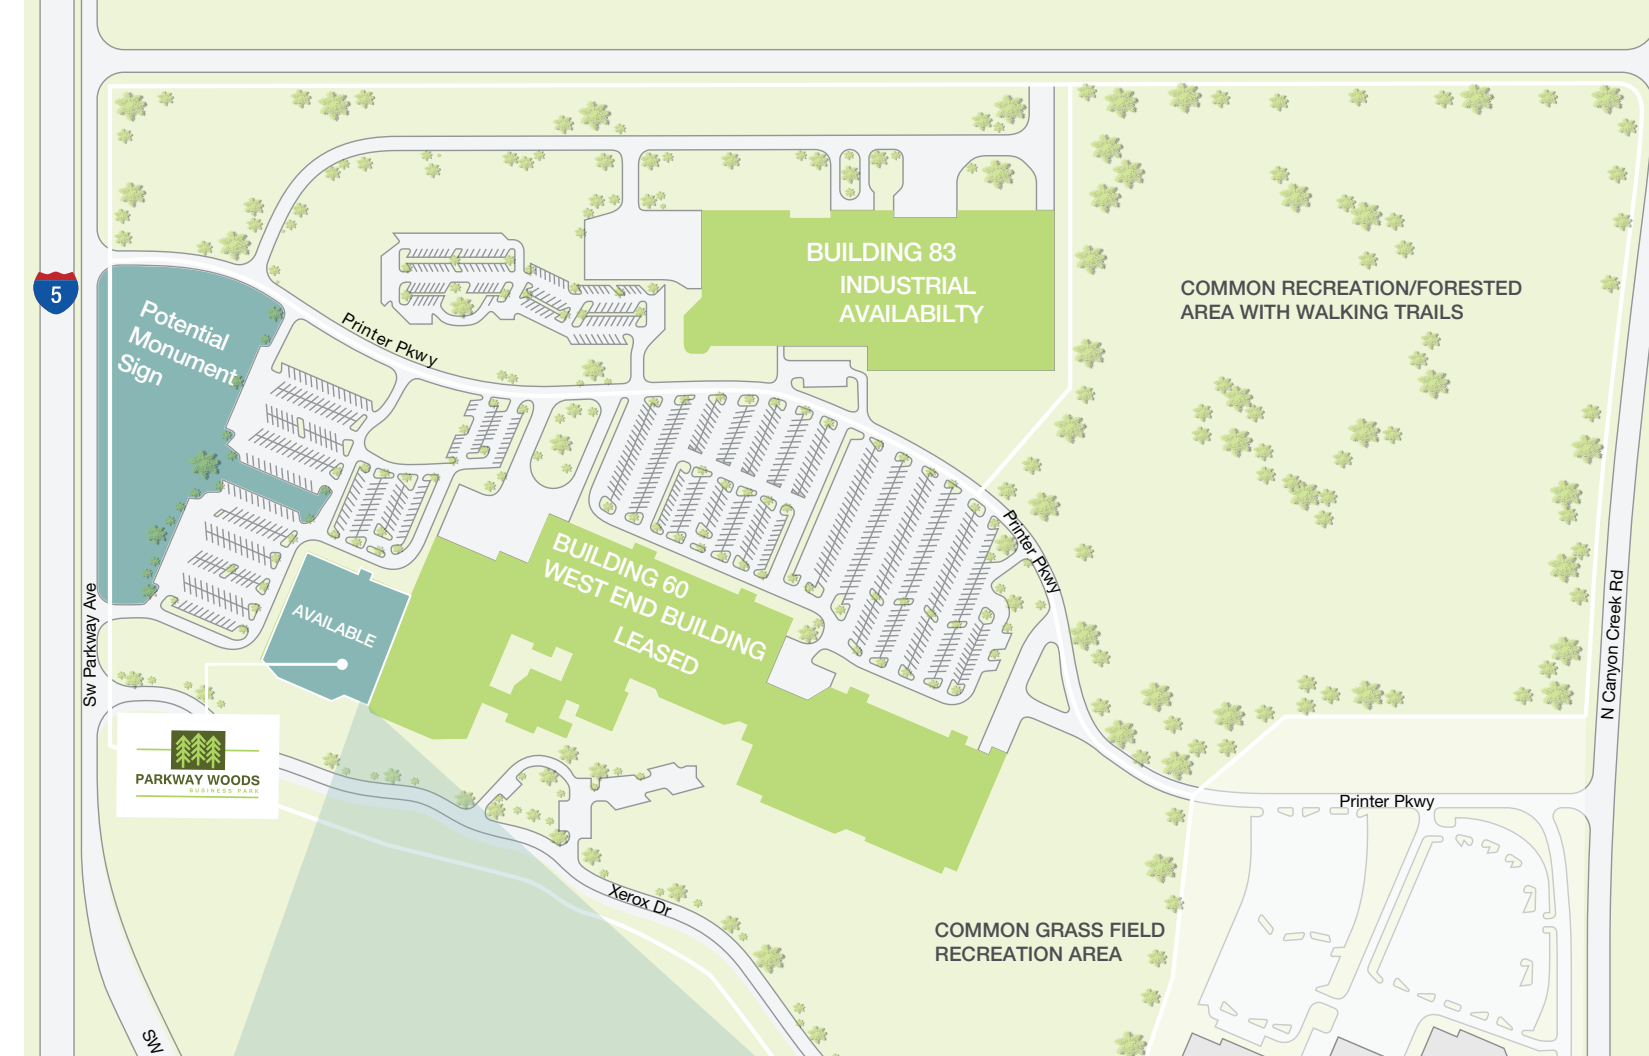 BUILDING 83
INDUSTRIAL
AVAILABILTY
COMMON RECREATION/FORESTED
AREA WITH WALKING TRAILS
5
Potential
Monument
Sign
Printer Pkwy
Printer Pkwy
BUILDING 60
WEST END BUILDING
LEASED
AVAILABLE
Sw Parkway Ave
N Canyon Creek Rd
PARKWAY WOODS
BUSINESS PARK
Printer Pkwy
Xerox Dr
COMMON GRASS FIELD
RECREATION AREA
SW